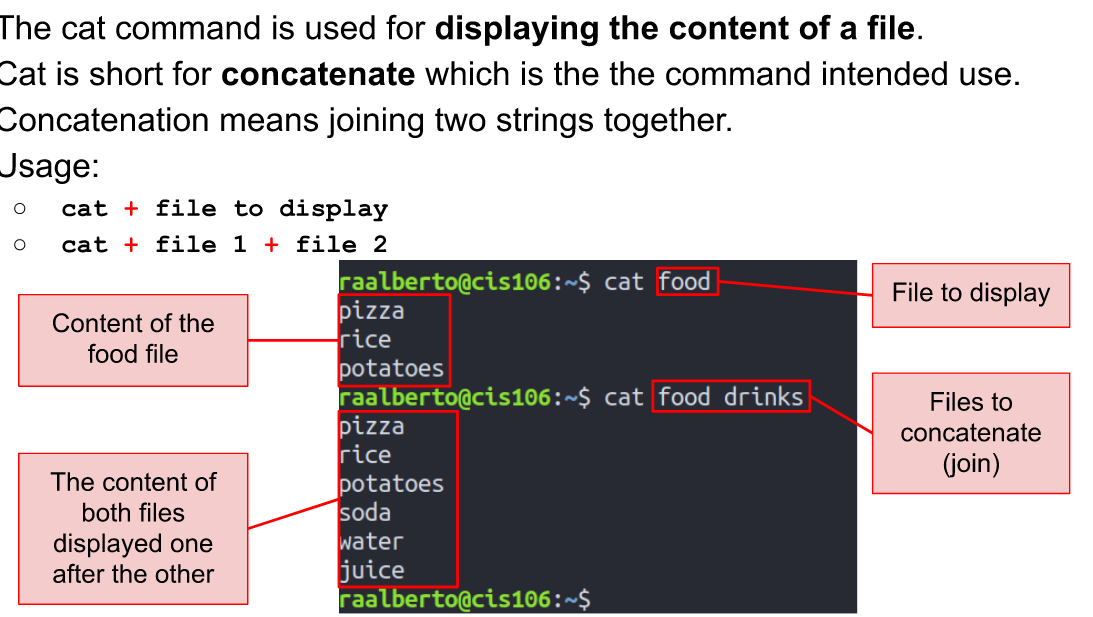 The cat command is used for displaying the content of a file.
Cat is short for concatenate which is the the command intended use.
Concatenation means joining two strings together.
Usage:
○ cat + file to display
○ cat + file 1 + file 2
Content of the
food file
raalberto@cis106:~$ cat food
pizza
rice
potatoes
raalberto@cis106:~$ cat food drinks
pizza
rice
potatoes
soda
water
juice
raalberto@cis106:~$
File to display
Files to
concatenate
(join)
The content of
both files
displayed one
after the other